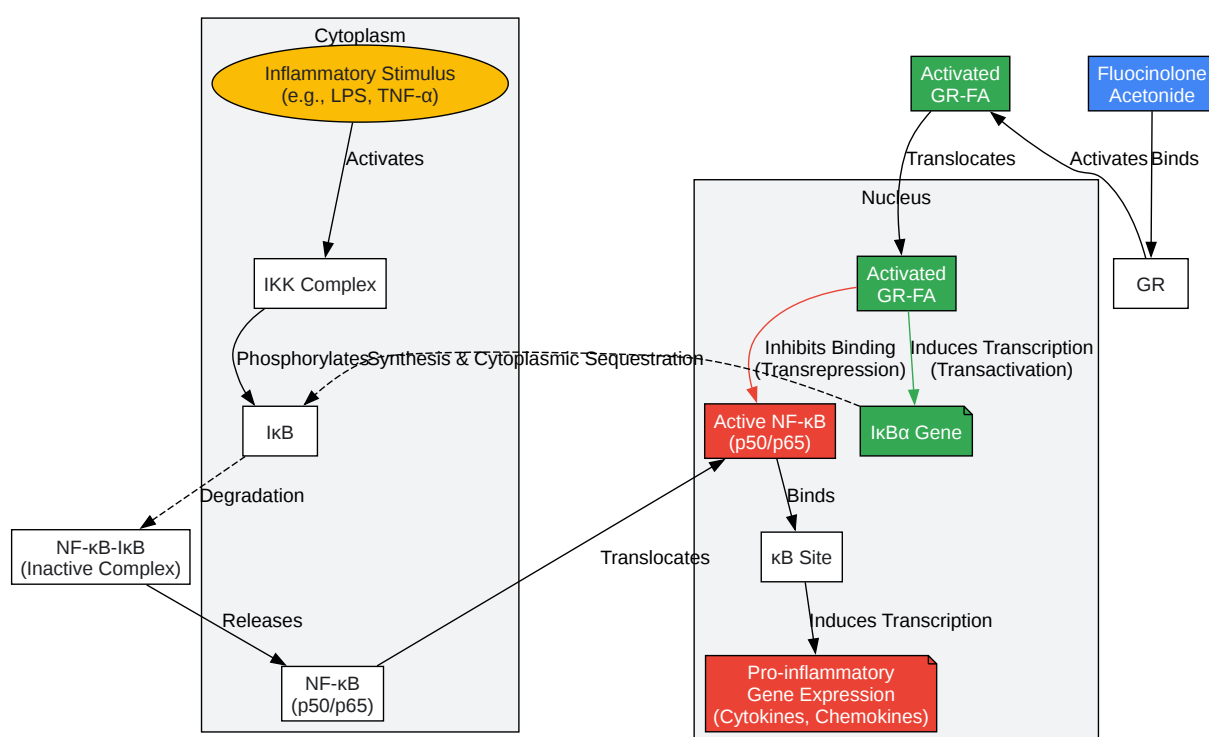 Cytoplasm
Inflammatory Stimulus
(e.g., LPS, TNF-α)
Activated
GR-FA
Fluocinolone
Acetonide
Activates
Translocates
Activates
Binds
Nucleus
IKK Complex
Activated
GR-FA
GR
Phosphorylates
Synthesis & Cytoplasmic Sequestration
Inhibits Binding
(Transrepression)
Induces Transcription
(Transactivation)
IκB
Active NF-κB
(p50/p65)
IκBα Gene
Degradation
Binds
NF-κB-IκB
(Inactive Complex)
Translocates
κB Site
Releases
Induces Transcription
NF-κB
(p50/p65)
Pro-inflammatory
Gene Expression
(Cytokines, Chemokines)